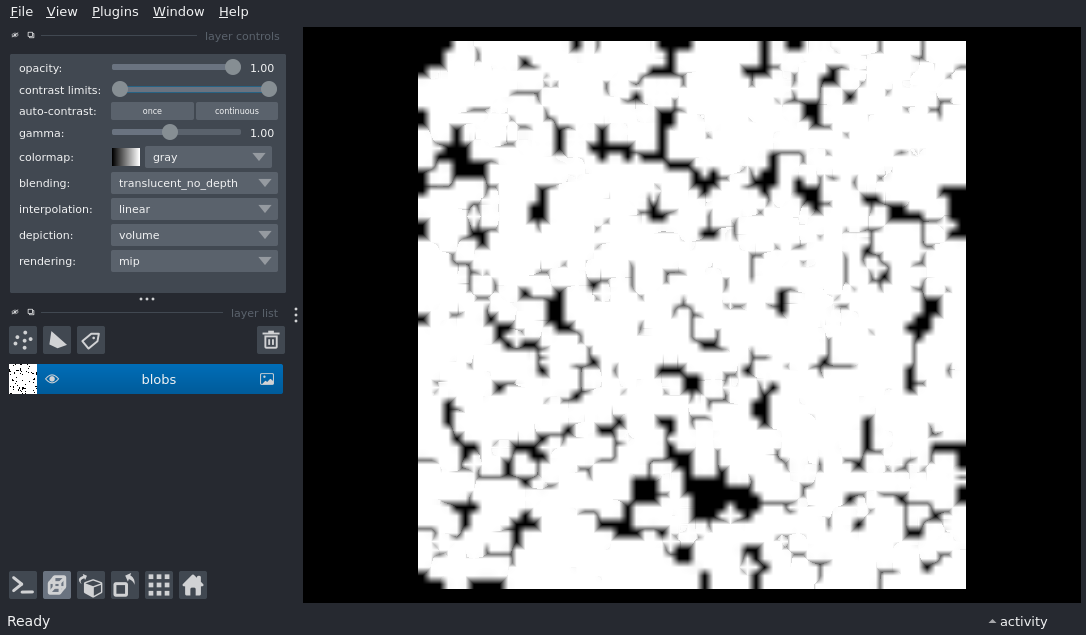 File View Plugins Window Help
layer controls
opacity: 1.00
contrast limits:
auto-contrast: once continuous
gamma: 1.00
colormap: gray
blending: translucent_no_depth
interpolation: linear
depiction: volume
rendering: mip
layer list
blobs
Ready activity